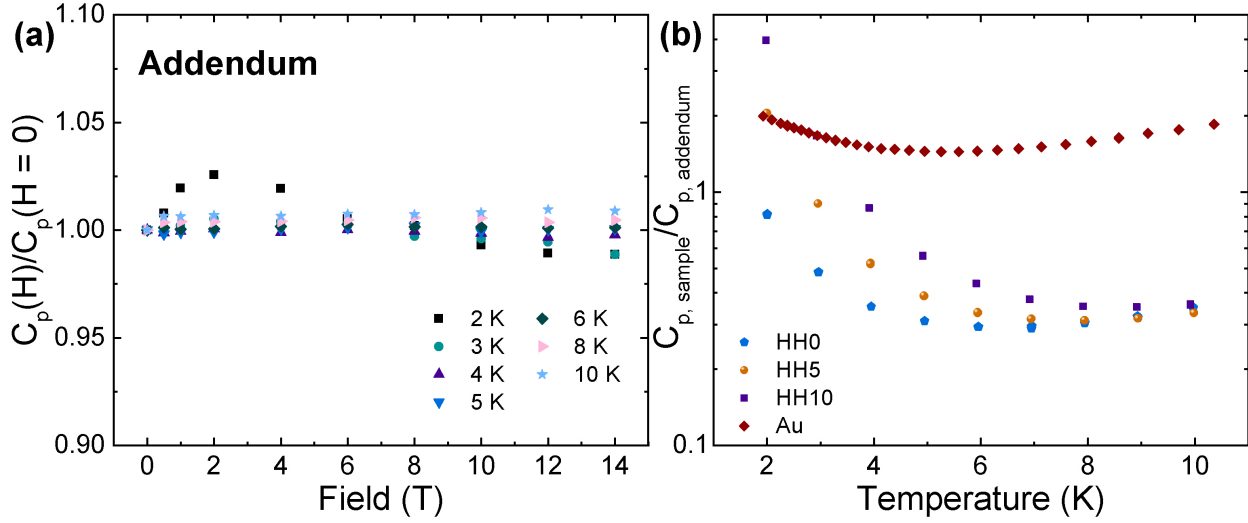 (a)
Addendum
C_p(H)/C_p(H = 0)
1.10
1.05
1.00
0.95
0.90
2 K
3 K
4 K
5 K
6 K
8 K
10 K
0 2 4 6 8 10 12 14
Field (T)
(b)
C_p, sample/C_p, addendum
1
0.1
HH0
HH5
HH10
Au
2 4 6 8 10
Temperature (K)